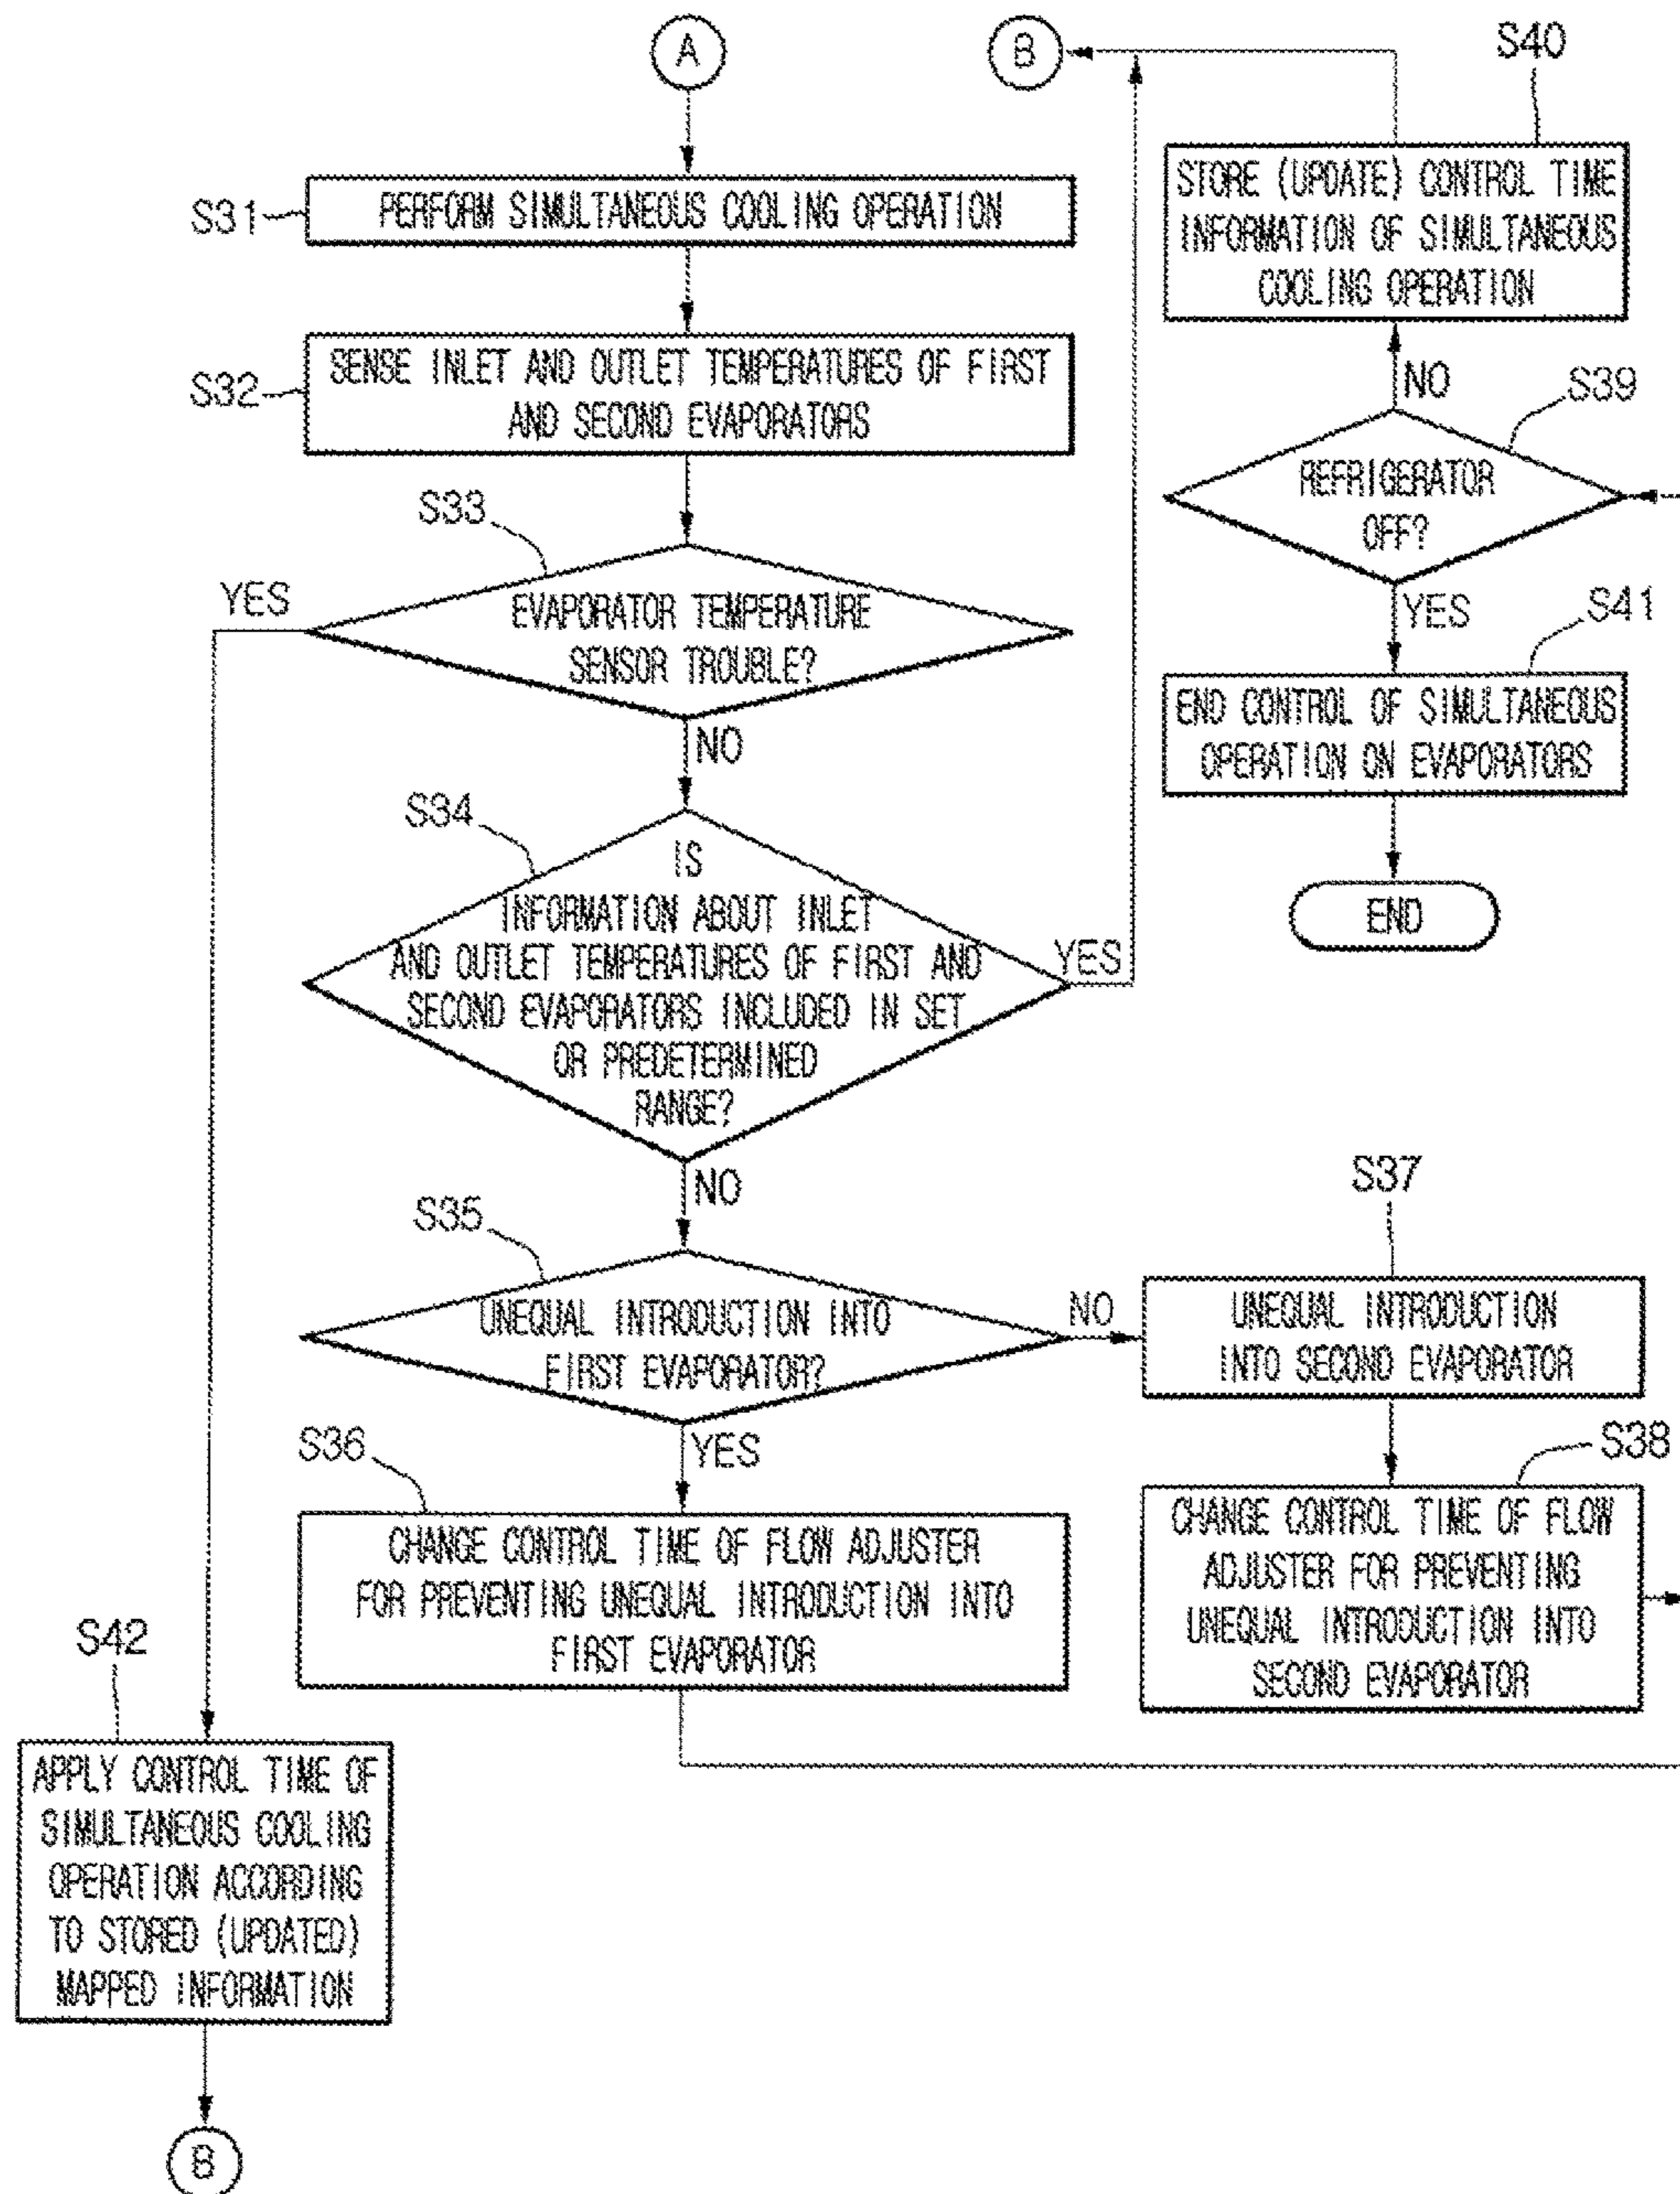 A
S31
PERFORM SIMULTANEOUS COOLING OPERATION
S32
SENSE INLET AND OUTLET TEMPERATURES OF FIRST
AND SECOND EVAPORATORS
S33
YES
EVAPORATOR TEMPERATURE
SENSOR TROUBLE?
NO
S34
IS
INFORMATION ABOUT INLET
AND OUTLET TEMPERATURES OF FIRST AND
SECOND EVAPORATORS INCLUDED IN SET
OR PREDETERMINED
RANGE?
YES
NO
S35
UNEQUAL INTRODUCTION INTO
FIRST EVAPORATOR?
NO
YES
S36
CHANGE CONTROL TIME OF FLOW ADJUSTER
FOR PREVENTING UNEQUAL INTRODUCTION INTO
FIRST EVAPORATOR
S42
APPLY CONTROL TIME OF
SIMULTANEOUS COOLING
OPERATION ACCORDING
TO STORED (UPDATED)
MAPPED INFORMATION
B
B
S40
STORE (UPDATE) CONTROL TIME
INFORMATION OF SIMULTANEOUS
COOLING OPERATION
NO
S39
REFRIGERATOR
OFF?
YES
S41
END CONTROL OF SIMULTANEOUS
OPERATION ON EVAPORATORS
END
S37
UNEQUAL INTRODUCTION
INTO SECOND EVAPORATOR
S38
CHANGE CONTROL TIME OF FLOW
ADJUSTER FOR PREVENTING
UNEQUAL INTRODUCTION INTO
SECOND EVAPORATOR